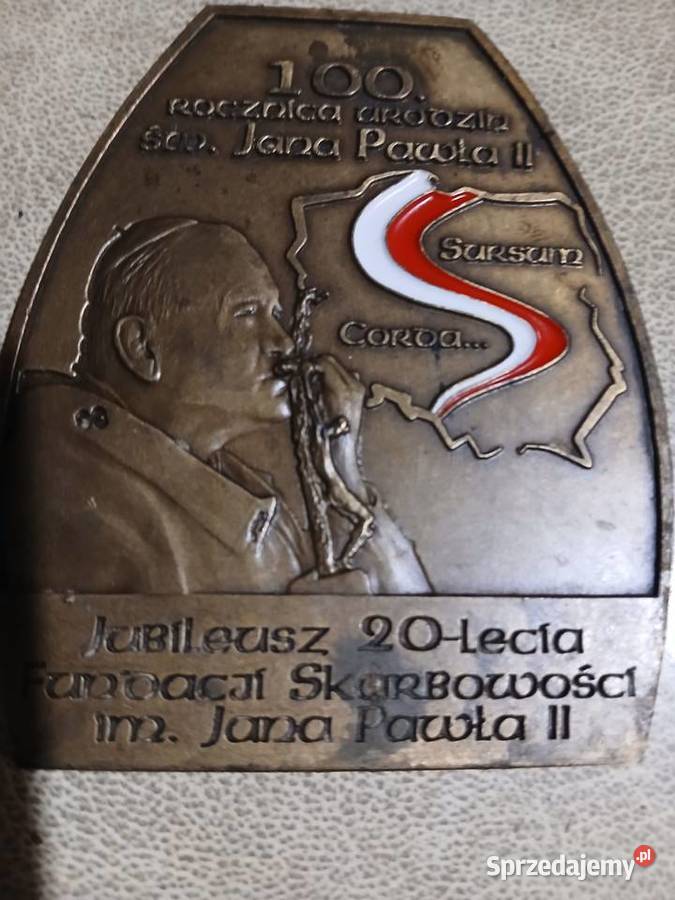 100.
ROCZNICA URODZIN
św. Jana Pawła II
Sursum
Corda...
Jubileusz 20-lecia
Fundacji Skarbowości
im. Jana Pawła II
Sprzedajemy.pl